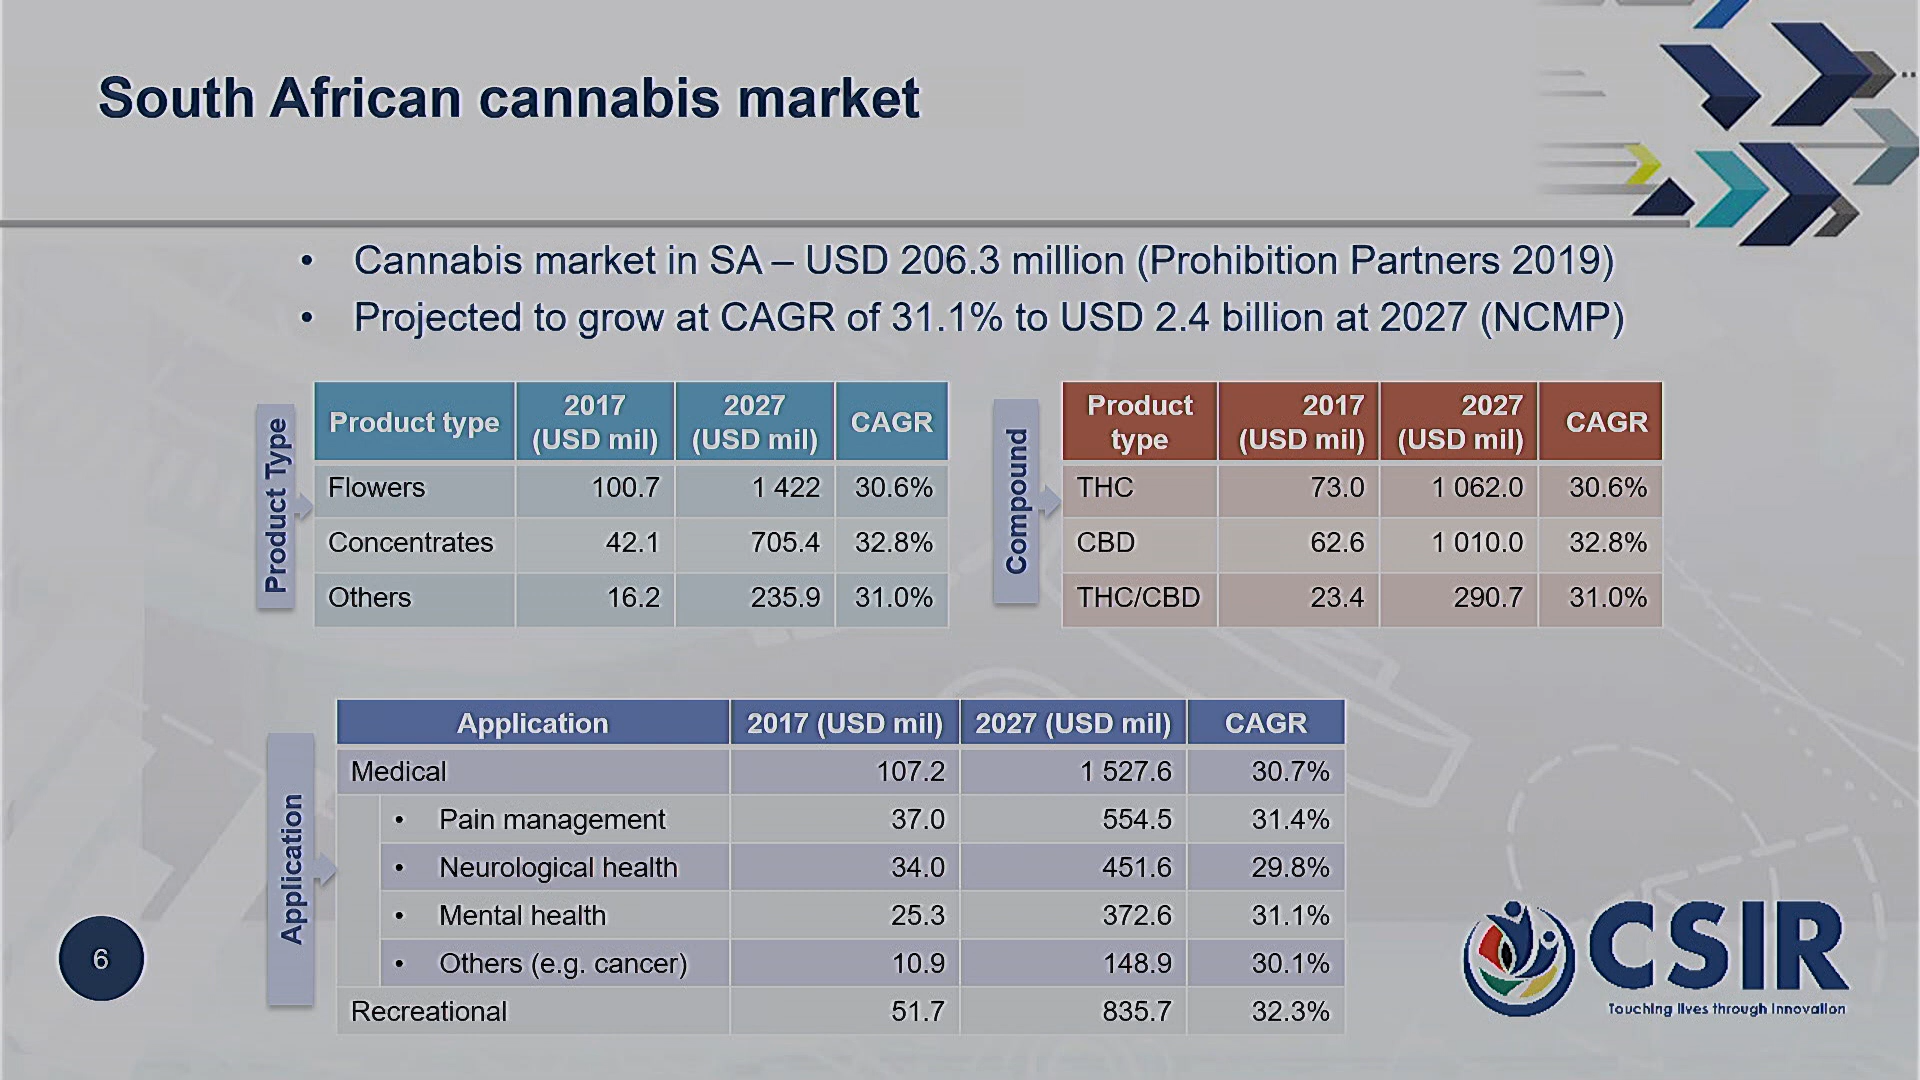 South African cannabis market
• Cannabis market in SA – USD 206.3 million (Prohibition Partners 2019)
• Projected to grow at CAGR of 31.1% to USD 2.4 billion at 2027 (NCMP)
Product Type
Product type 2017 (USD mil) 2027 (USD mil) CAGR
Flowers 100.7 1 422 30.6%
Concentrates 42.1 705.4 32.8%
Others 16.2 235.9 31.0%
Compound
Product type 2017 (USD mil) 2027 (USD mil) CAGR
THC 73.0 1 062.0 30.6%
CBD 62.6 1 010.0 32.8%
THC/CBD 23.4 290.7 31.0%
Application
Application 2017 (USD mil) 2027 (USD mil) CAGR
Medical 107.2 1 527.6 30.7%
• Pain management 37.0 554.5 31.4%
• Neurological health 34.0 451.6 29.8%
• Mental health 25.3 372.6 31.1%
• Others (e.g. cancer) 10.9 148.9 30.1%
Recreational 51.7 835.7 32.3%
6
CSIR
Touching lives through innovation